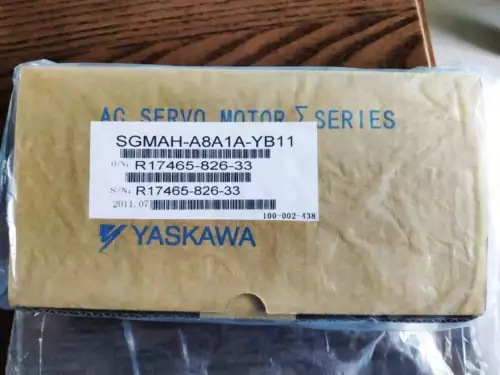 AC SERVO MOTOR Σ SERIES
SGMAH-A8A1A-YB11
O/N: R17465-826-33
S/N: R17465-826-33
2011.07
100-002-438
YASKAWA